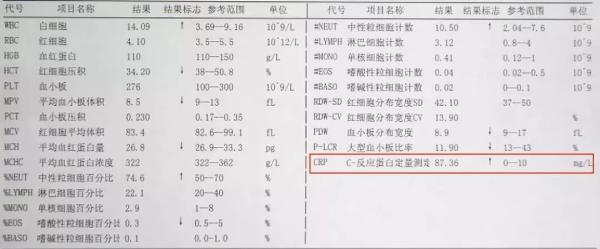 代号 项目名称 结果 结果标志 参考范围 单位
WBC 白细胞 14.09 ↑ 3.69--9.16 10^9/L
RBC 红细胞 4.10 3.5--5.5 10^12/L
HGB 血红蛋白 110 110--150 g/L
HCT 红细胞压积 34.20 ↓ 38--50.8 %
PLT 血小板 276 100--300 10^9/L
MPV 平均血小板体积 8.5 ↓ 9--13 fL
PCT 血小板压积 0.230 0.17--0.35
MCV 红细胞平均体积 83.4 82.6--99.1 fL
MCH 平均血红蛋白量 26.8 ↓ 26.9--33.3 pg
MCHC 平均血红蛋白浓度 322 322--362 g/L
%NEUT 中性粒细胞百分比 74.6 ↑ 50--70 %
%LYMPH 淋巴细胞百分比 22.1 20--40 %
%MONO 单核细胞百分比 2.9 1--8 %
%EOS 嗜酸性粒细胞百分比 0.3 ↓ 0.5--5 %
%BASO 嗜碱性粒细胞百分比 0.1 0.0-1.0 %
代号 项目名称 结果 结果标志 参考范围 单位
#NEUT 中性粒细胞计数 10.50 ↑ 2.04--7.6 10^9
#LYMPH 淋巴细胞计数 3.12 0.8--4 10^9
#MONO 单核细胞计数 0.41 0.12--1 10^9
#EOS 嗜酸性粒细胞计数 0.04 0.02--0.5 10^9
#BASO 嗜碱性粒细胞计数 0.02 0--0.1 10^9
RDW-SD 红细胞分布宽度SD 42.10 37--50
RDW-CV 红细胞分布宽度CV 13.90 %
PDW 血小板分布宽度 8.9 ↓ 9--17 fL
P-LCR 大型血小板比率 11.90 ↓ 13--43 %
CRP C-反应蛋白定量测定 87.36 ↑ 0--10 mg/L